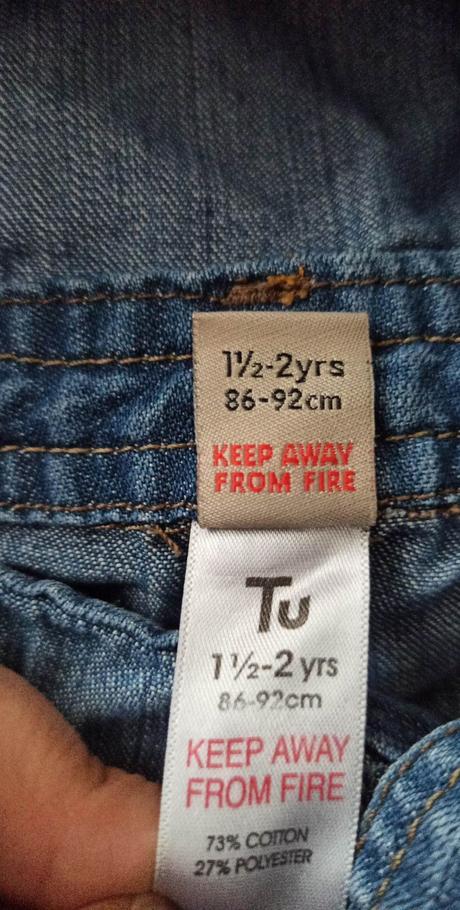 1½-2yrs
86-92cm
KEEP AWAY
FROM FIRE
Tu
1½-2 yrs
86-92cm
KEEP AWAY
FROM FIRE
73% COTTON
27% POLYESTER